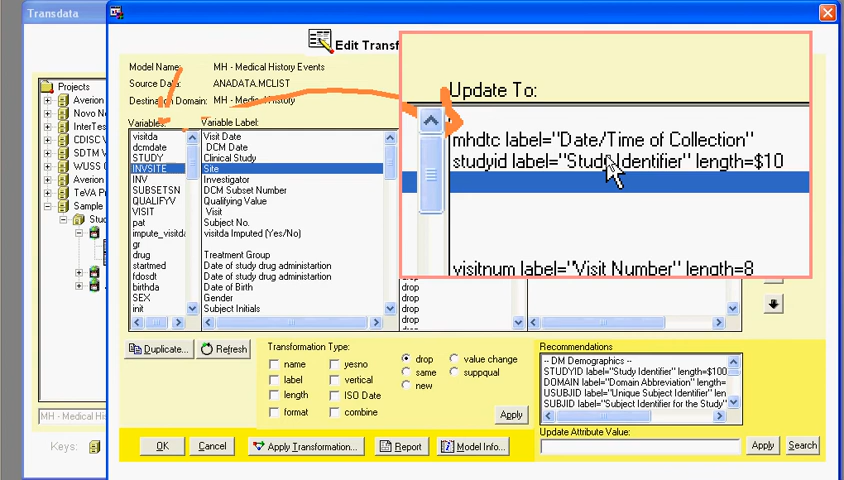 Transdata
Edit Transf
Model Name: MH - Medical History Events
Source Data: ANADATA.MCLIST
Destination Domain: MH - Medical History
Update To:
Variables: Variable Label:
mhdtc label="Date/Time of Collection"
studyid label="Study Identifier" length=$10
visitnum label="Visit Number" length=8
Projects
Averion
Novo No
InterTes
CDISC V
SDTM V
WUSS C
Averion
TeVA P
Sample
Stud
visitda Visit Date
dcmdate DCM Date
STUDY Clinical Study
INVSITE Site
INV Investigator
SUBSETSN DCM Subset Number
QUALIFYV Qualifying Value
VISIT Visit
pat Subject No.
impute_visitda visitda Imputed (Yes/No)
gr
drug Treatment Group
startmed Date of study drug administartion
fdosdt Date of study drug administartion
birthda Date of Birth
SEX Gender
init Subject Initials
drop
drop
drop
drop
Duplicate...
Refresh
Transformation Type:
name yesno drop value change
label vertical same suppqual
length ISO Date new
format combine
Apply
Recommendations
-- DM Demographics --
STUDYID label="Study Identifier" length=$100
DOMAIN label="Domain Abbreviation" length=
USUBJID label="Unique Subject Identifier" len
SUBJID label="Subject Identifier for the Study"
Update Attribute Value:
Apply Search
MH - Medical His
Keys:
OK Cancel Apply Transformation... Report Model Info...